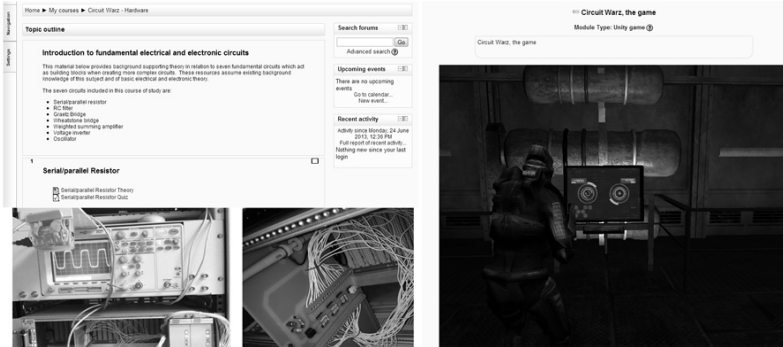 Navigation
Settings
Home ► My courses ► Circuit Warz - Hardware
Topic outline
Introduction to fundamental electrical and electronic circuits
This material below provides background supporting theory in relation to seven fundamental circuits which act
as building blocks when creating more complex circuits. These resources assume existing background
knowledge of this subject and of basic electrical and electronic theory.
The seven circuits included in this course of study are:
• Serial/parallel resistor
• RC filter
• Graetz Bridge
• Wheatstone bridge
• Weighted summing amplifier
• Voltage inverter
• Oscillator
1
Serial/parallel Resistor
Serial/parallel Resistor Theory
Serial/parallel Resistor Quiz
Search forums
Go
Advanced search
Upcoming events
There are no upcoming
events
Go to calendar...
New event...
Recent activity
Activity since Monday, 24 June
2013, 12:36 PM
Full report of recent activity...
Nothing new since your last
login
Circuit Warz, the game
Module Type: Unity game
Circuit Warz, the game